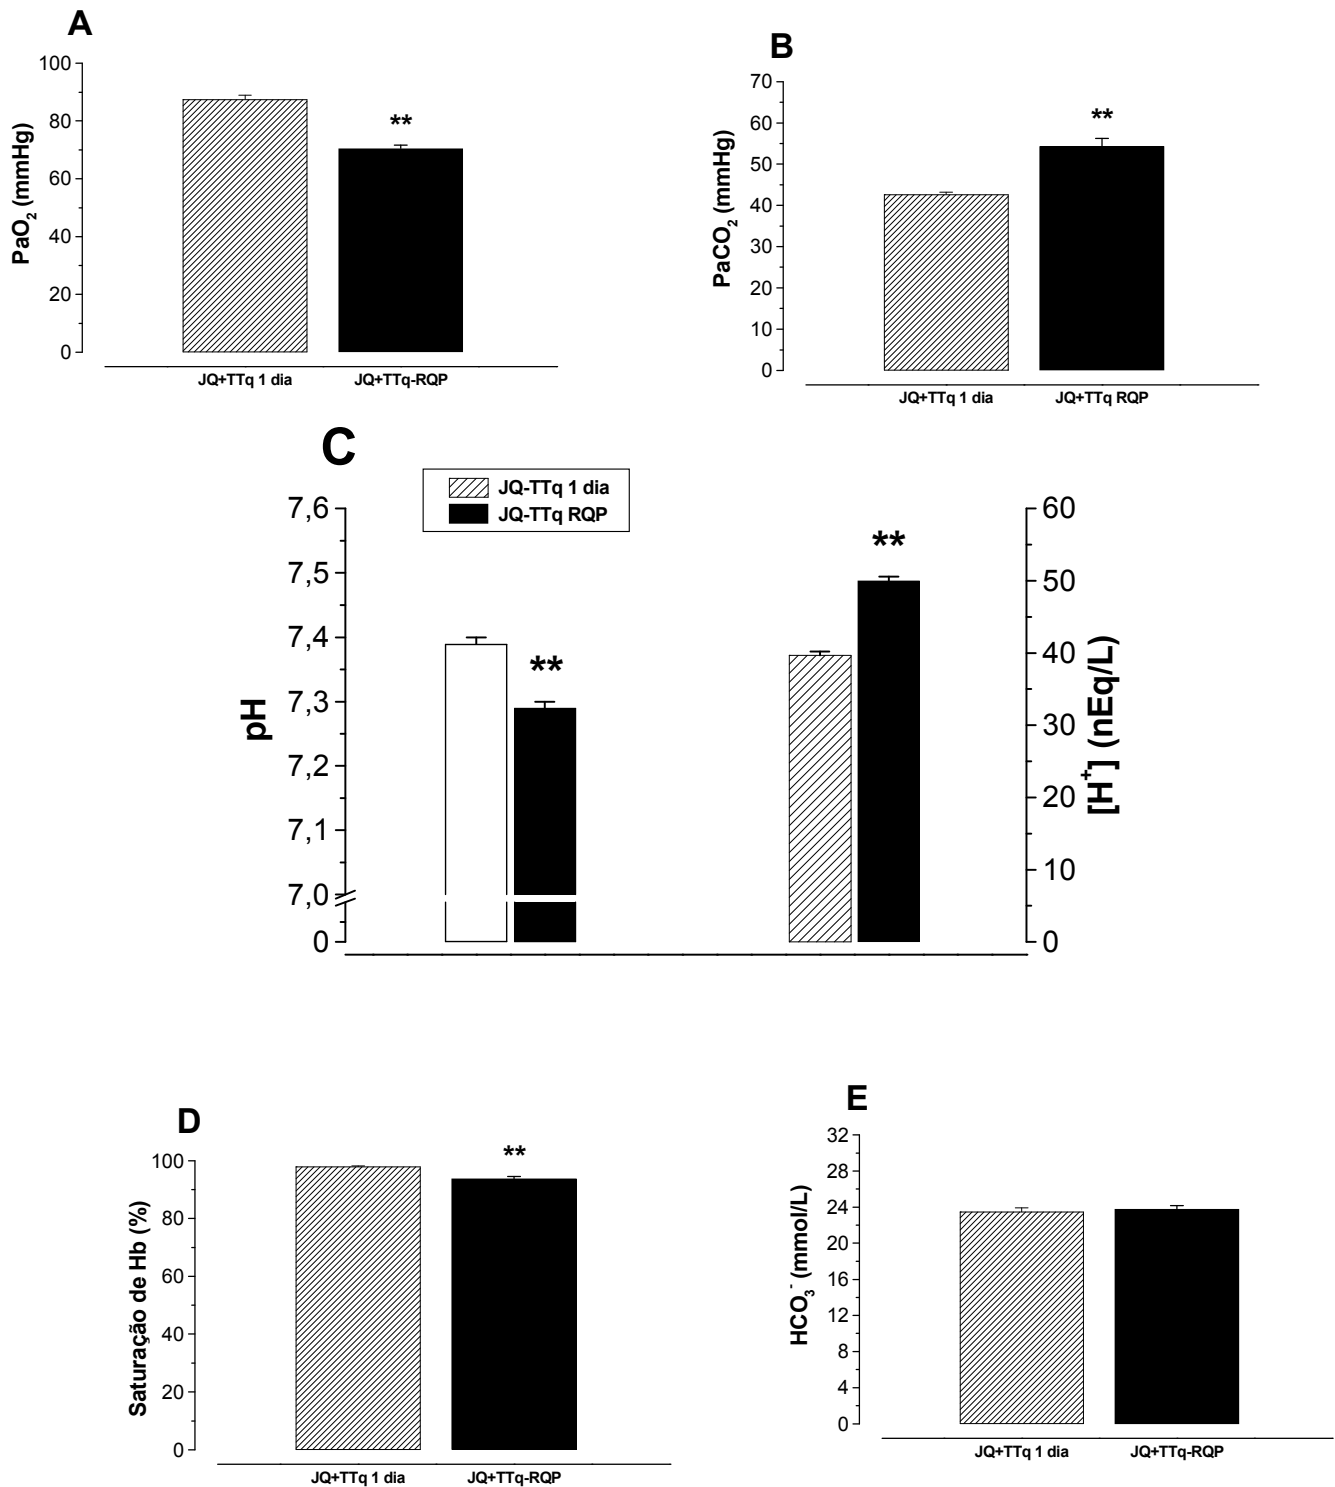 A
100
80
60
40
20
0
PaO2 (mmHg)
**
JQ+TTq 1 dia
JQ+TTq-RQP
B
70
60
50
40
30
20
10
0
PaCO2 (mmHg)
**
JQ+TTq 1 dia
JQ+TTq RQP
C
JQ-TTq 1 dia
JQ-TTq RQP
7,6
7,5
7,4
7,3
7,2
7,1
7,0
0
pH
**
**
60
50
40
30
20
10
0
[H+] (nEq/L)
D
100
80
60
40
20
0
Saturação de Hb (%)
**
JQ+TTq 1 dia
JQ+TTq-RQP
E
32
28
24
20
16
12
8
4
0
HCO3- (mmol/L)
JQ+TTq 1 dia
JQ+TTq-RQP